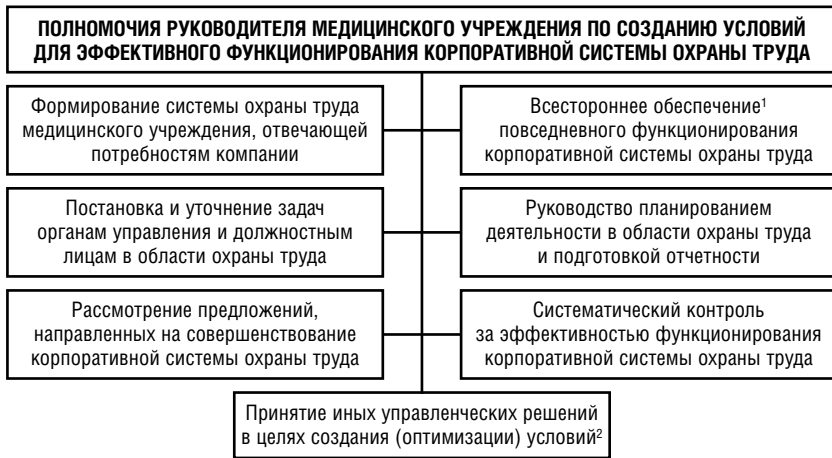 ПОЛНОМОЧИЯ РУКОВОДИТЕЛЯ МЕДИЦИНСКОГО УЧРЕЖДЕНИЯ ПО СОЗДАНИЮ УСЛОВИЙ
ДЛЯ ЭФФЕКТИВНОГО ФУНКЦИОНИРОВАНИЯ КОРПОРАТИВНОЙ СИСТЕМЫ ОХРАНЫ ТРУДА
Формирование системы охраны труда
медицинского учреждения, отвечающей
потребностям компании
Всестороннее обеспечение¹
повседневного функционирования
корпоративной системы охраны труда
Постановка и уточнение задач
органам управления и должностным
лицам в области охраны труда
Руководство планированием
деятельности в области охраны труда
и подготовкой отчетности
Рассмотрение предложений,
направленных на совершенствование
корпоративной системы охраны труда
Систематический контроль
за эффективностью функционирования
корпоративной системы охраны труда
Принятие иных управленческих решений
в целях создания (оптимизации) условий²